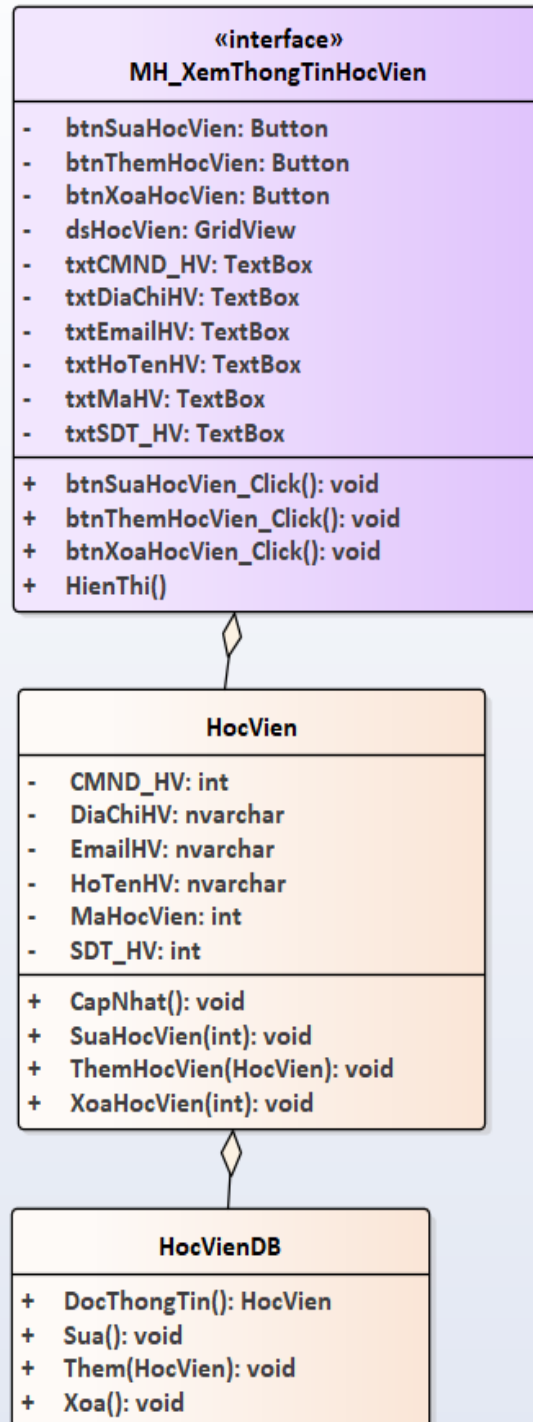 «interface»
MH_XemThongTinHocVien
- btnSuaHocVien: Button
- btnThemHocVien: Button
- btnXoaHocVien: Button
- dsHocVien: GridView
- txtCMND_HV: TextBox
- txtDiaChiHV: TextBox
- txtEmailHV: TextBox
- txtHoTenHV: TextBox
- txtMaHV: TextBox
- txtSDT_HV: TextBox
+ btnSuaHocVien_Click(): void
+ btnThemHocVien_Click(): void
+ btnXoaHocVien_Click(): void
+ HienThi()
HocVien
- CMND_HV: int
- DiaChiHV: nvarchar
- EmailHV: nvarchar
- HoTenHV: nvarchar
- MaHocVien: int
- SDT_HV: int
+ CapNhat(): void
+ SuaHocVien(int): void
+ ThemHocVien(HocVien): void
+ XoaHocVien(int): void
HocVienDB
+ DocThongTin(): HocVien
+ Sua(): void
+ Them(HocVien): void
+ Xoa(): void